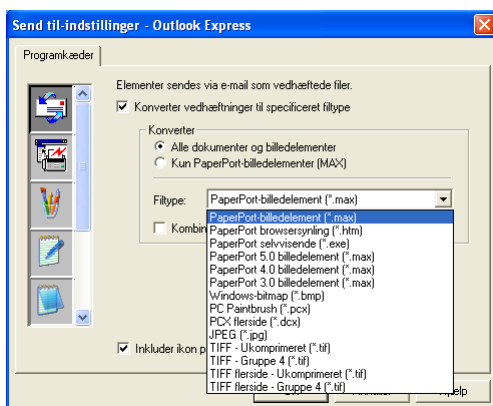 Send til-indstillinger - Outlook Express
Programkæder
Elementer sendes via e-mail som vedhæftede filer.
Konverter vedhæftninger til specificeret filtype
Konverter
Alle dokumenter og billedelementer
Kun PaperPort-billedelementer (MAX)
Filtype: PaperPort-billedelement (*.max)
PaperPort-billedelement (*.max)
PaperPort browsersynling (*.htm)
Kombin
PaperPort selvvisende (*.exe)
PaperPort 5.0 billedelement (*.max)
PaperPort 4.0 billedelement (*.max)
PaperPort 3.0 billedelement (*.max)
Windows-bitmap (*.bmp)
PC Paintbrush (*.pcx)
PCX flerside (*.dcx)
JPEG (*.jpg)
TIFF - Ukomprimeret (*.tif)
Inkluder ikon p
TIFF - Gruppe 4 (*.tif)
TIFF flerside - Ukomprimeret (*.tif)
TIFF flerside - Gruppe 4 (*.tif)